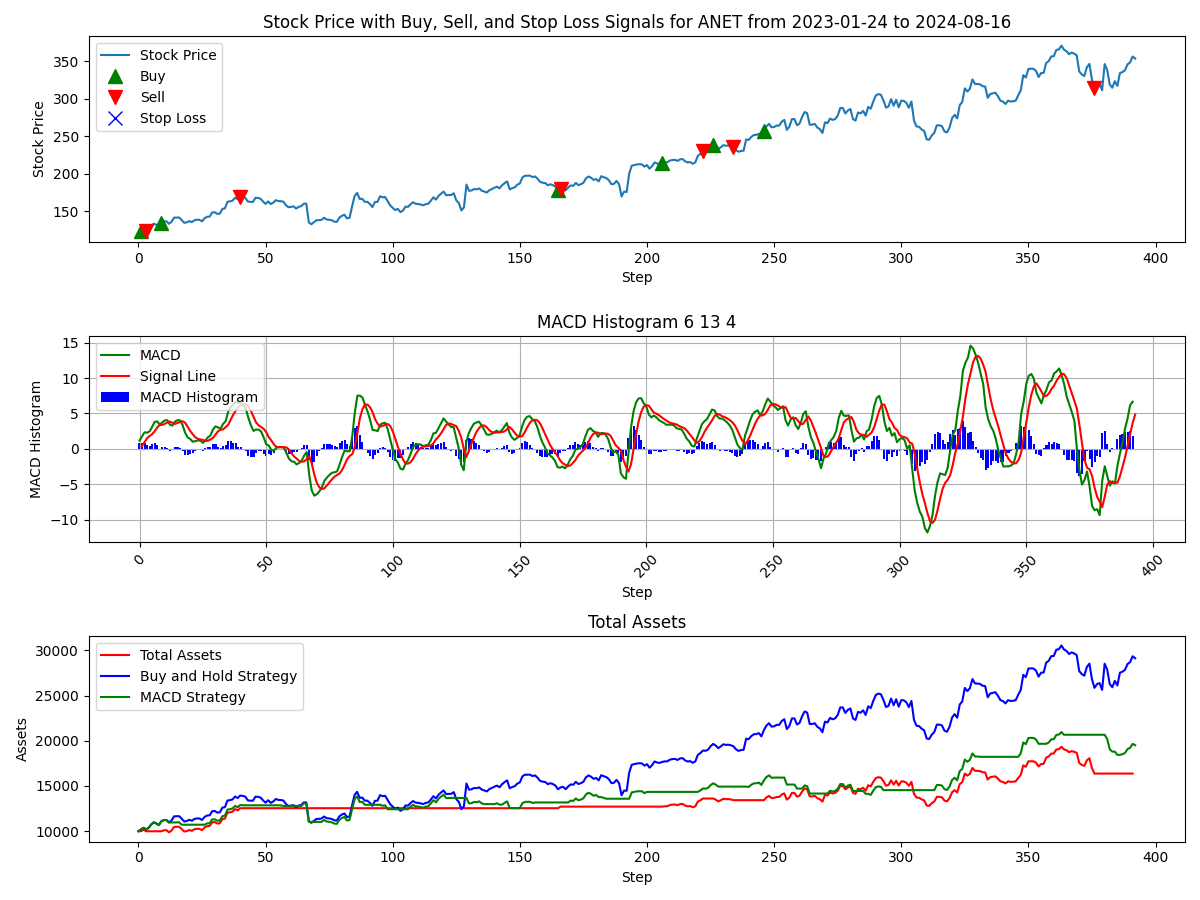 Stock Price with Buy, Sell, and Stop Loss Signals for ANET from 2023-01-24 to 2024-08-16
Stock Price
Buy
Sell
Stop Loss
350
300
250
200
150
Stock Price
0 50 100 150 200 250 300 350 400
Step
MACD Histogram 6 13 4
MACD
Signal Line
MACD Histogram
15
10
5
0
−5
−10
MACD Histogram
0 50 100 150 200 250 300 350 400
Step
Total Assets
Total Assets
Buy and Hold Strategy
MACD Strategy
30000
25000
20000
15000
10000
Assets
0 50 100 150 200 250 300 350 400
Step